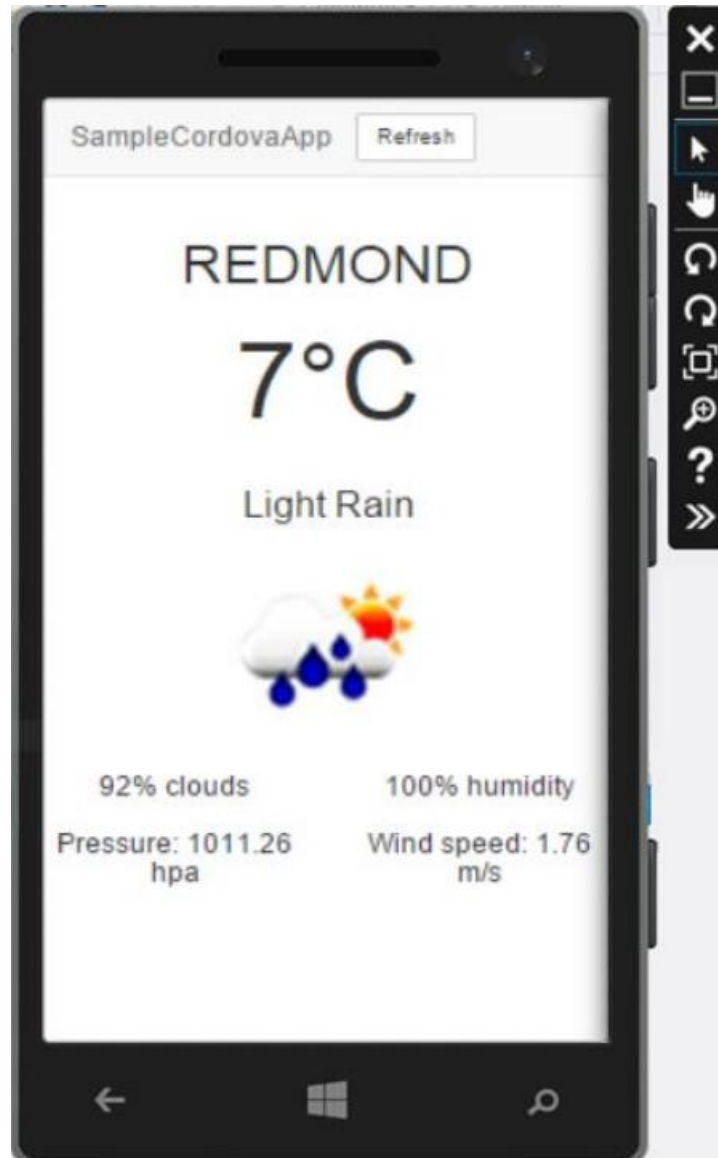 SampleCordovaApp Refresh
REDMOND
7°C
Light Rain
92% clouds 100% humidity
Pressure: 1011.26 Wind speed: 1.76
hpa m/s